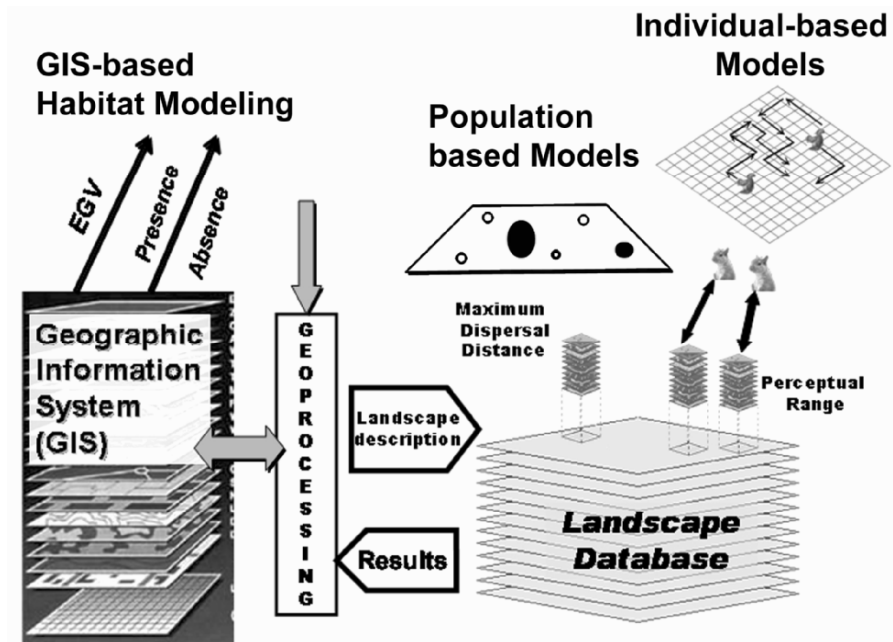 GIS-based
Habitat Modeling
Individual-based
Models
Population
based Models
EGV
Presence
Absence
Geographic
Information
System
(GIS)
GEOPROCESSING
Maximum
Dispersal
Distance
Perceptual
Range
Landscape
description
Results
Landscape
Database